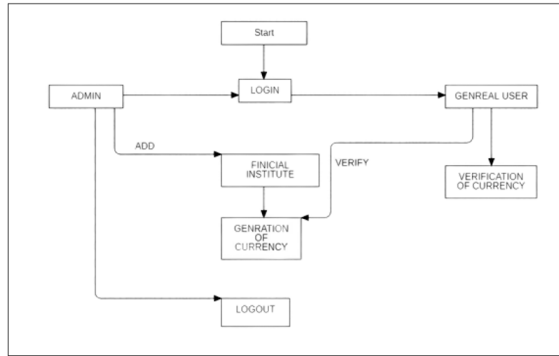 Start
ADMIN
LOGIN
GENREAL USER
ADD
FINICIAL
INSTITUTE
VERIFY
VERIFICATION
OF CURRENCY
GENRATION
OF
CURRENCY
LOGOUT